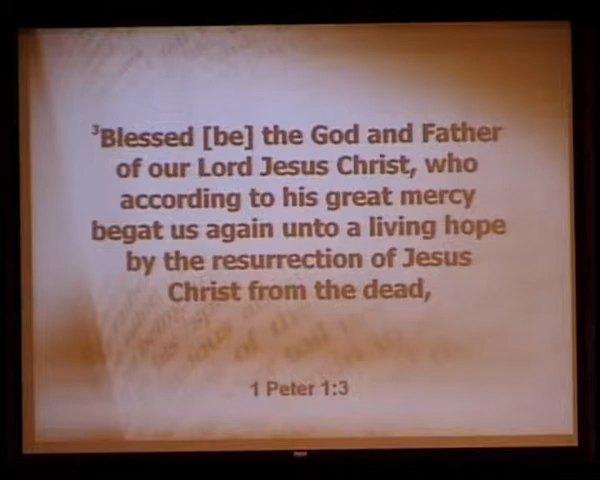 ³Blessed [be] the God and Father
of our Lord Jesus Christ, who
according to his great mercy
begat us again unto a living hope
by the resurrection of Jesus
Christ from the dead,
1 Peter 1:3